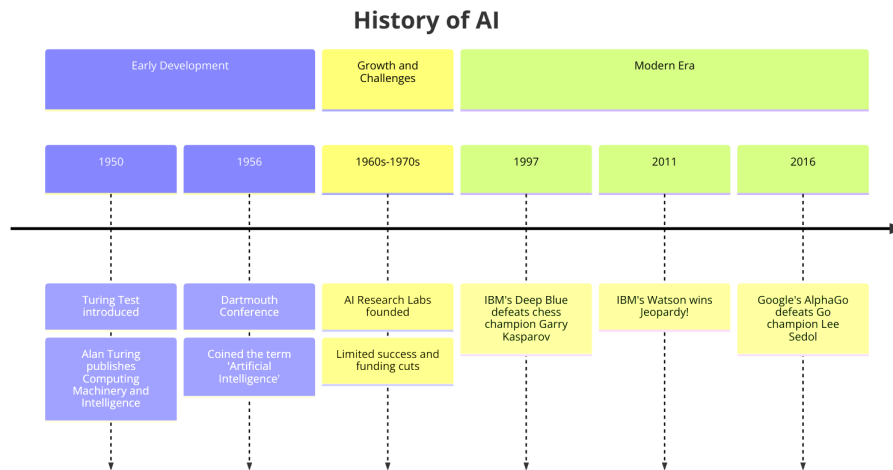 History of AI
Early Development
Growth and
Challenges
Modern Era
1950
1956
1960s-1970s
1997
2011
2016
Turing Test
introduced
Alan Turing
publishes
Computing
Machinery and
Intelligence
Dartmouth
Conference
Coined the term
'Artificial
Intelligence'
AI Research Labs
founded
Limited success and
funding cuts
IBM's Deep Blue
defeats chess
champion Garry
Kasparov
IBM's Watson wins
Jeopardy!
Google's AlphaGo
defeats Go
champion Lee
Sedol